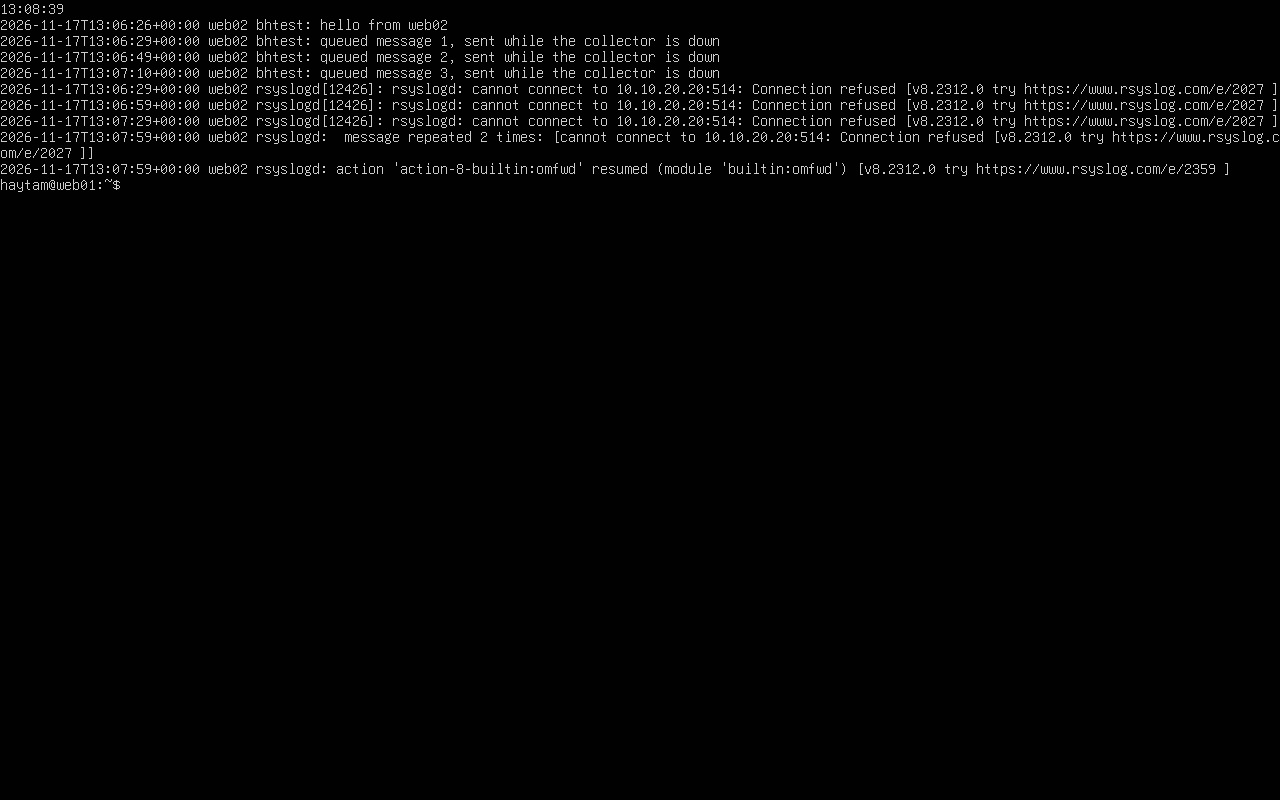 13:08:39
2026-11-17T13:06:26+00:00 web02 bhtest: hello from web02
2026-11-17T13:06:29+00:00 web02 bhtest: queued message 1, sent while the collector is down
2026-11-17T13:06:49+00:00 web02 bhtest: queued message 2, sent while the collector is down
2026-11-17T13:07:10+00:00 web02 bhtest: queued message 3, sent while the collector is down
2026-11-17T13:06:29+00:00 web02 rsyslogd[12426]: rsyslogd: cannot connect to 10.10.20.20:514: Connection refused [v8.2312.0 try https://www.rsyslog.com/e/2027 ]
2026-11-17T13:06:59+00:00 web02 rsyslogd[12426]: rsyslogd: cannot connect to 10.10.20.20:514: Connection refused [v8.2312.0 try https://www.rsyslog.com/e/2027 ]
2026-11-17T13:07:29+00:00 web02 rsyslogd[12426]: rsyslogd: cannot connect to 10.10.20.20:514: Connection refused [v8.2312.0 try https://www.rsyslog.com/e/2027 ]
2026-11-17T13:07:59+00:00 web02 rsyslogd:  message repeated 2 times: [cannot connect to 10.10.20.20:514: Connection refused [v8.2312.0 try https://www.rsyslog.c
om/e/2027 ]]
2026-11-17T13:07:59+00:00 web02 rsyslogd: action 'action-8-builtin:omfwd' resumed (module 'builtin:omfwd') [v8.2312.0 try https://www.rsyslog.com/e/2359 ]
haytam@web01:~$